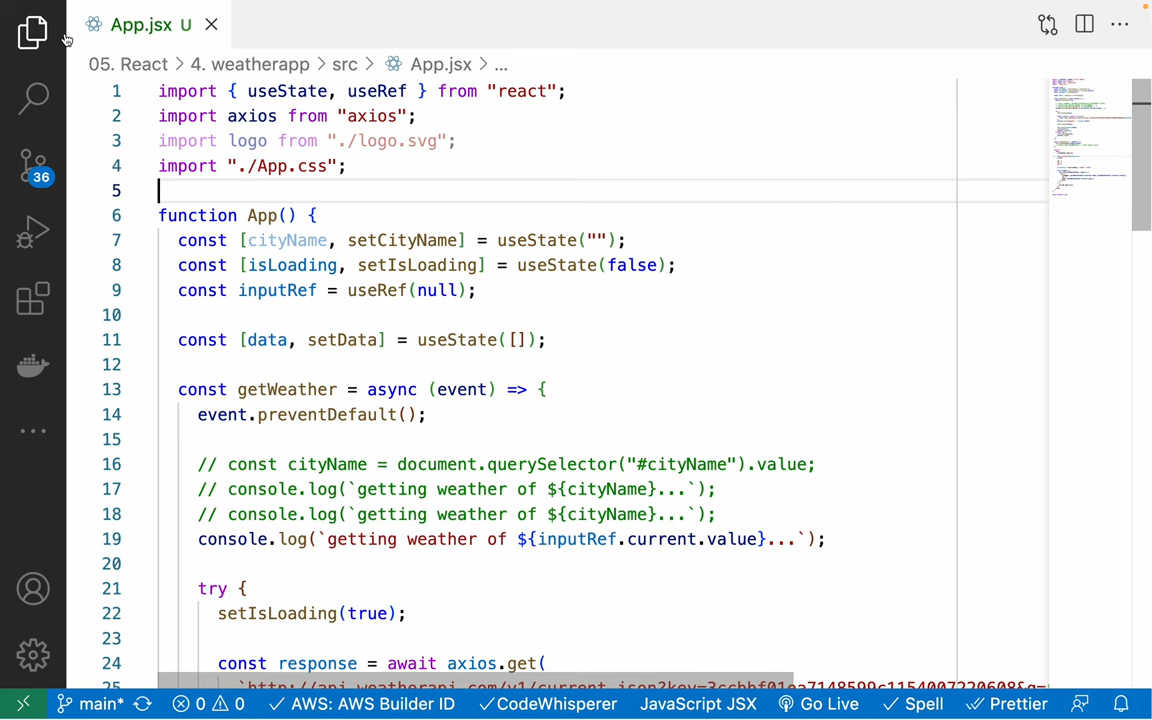 App.jsx U
05. React > 4. weatherapp > src > App.jsx > ...
1 import { useState, useRef } from "react";
2 import axios from "axios";
3 import logo from "./logo.svg";
4 import "./App.css";
5
6 function App() {
7 const [cityName, setCityName] = useState("");
8 const [isLoading, setIsLoading] = useState(false);
9 const inputRef = useRef(null);
10
11 const [data, setData] = useState([]);
12
13 const getWeather = async (event) => {
14 event.preventDefault();
15
16 // const cityName = document.querySelector("#cityName").value;
17 // console.log(`getting weather of ${cityName}...`);
18 // console.log(`getting weather of ${cityName}...`);
19 console.log(`getting weather of ${inputRef.current.value}...`);
20
21 try {
22 setIsLoading(true);
23
24 const response = await axios.get(
25
36
main* 0 0 AWS: AWS Builder ID CodeWhisperer JavaScript JSX Go Live Spell Prettier